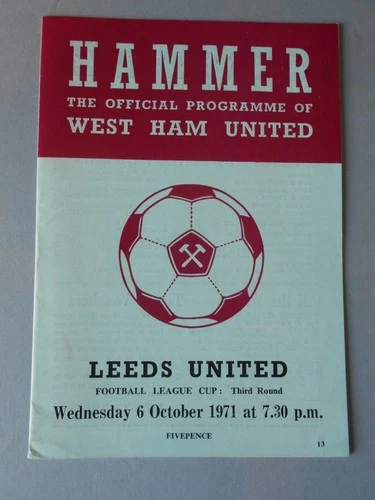 HAMMER
THE OFFICIAL PROGRAMME OF
WEST HAM UNITED
LEEDS UNITED
FOOTBALL LEAGUE CUP: Third Round
Wednesday 6 October 1971 at 7.30 p.m.
FIVEPENCE
13